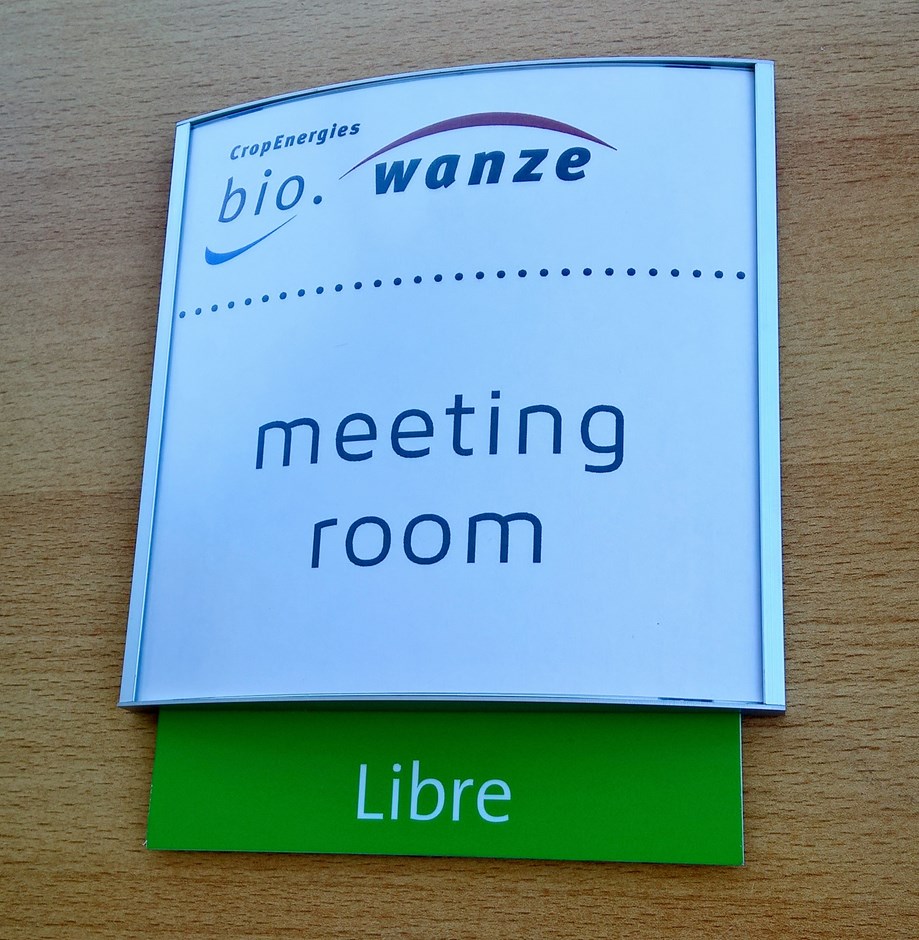 CropEnergies
bio. wanze
meeting
room
Libre